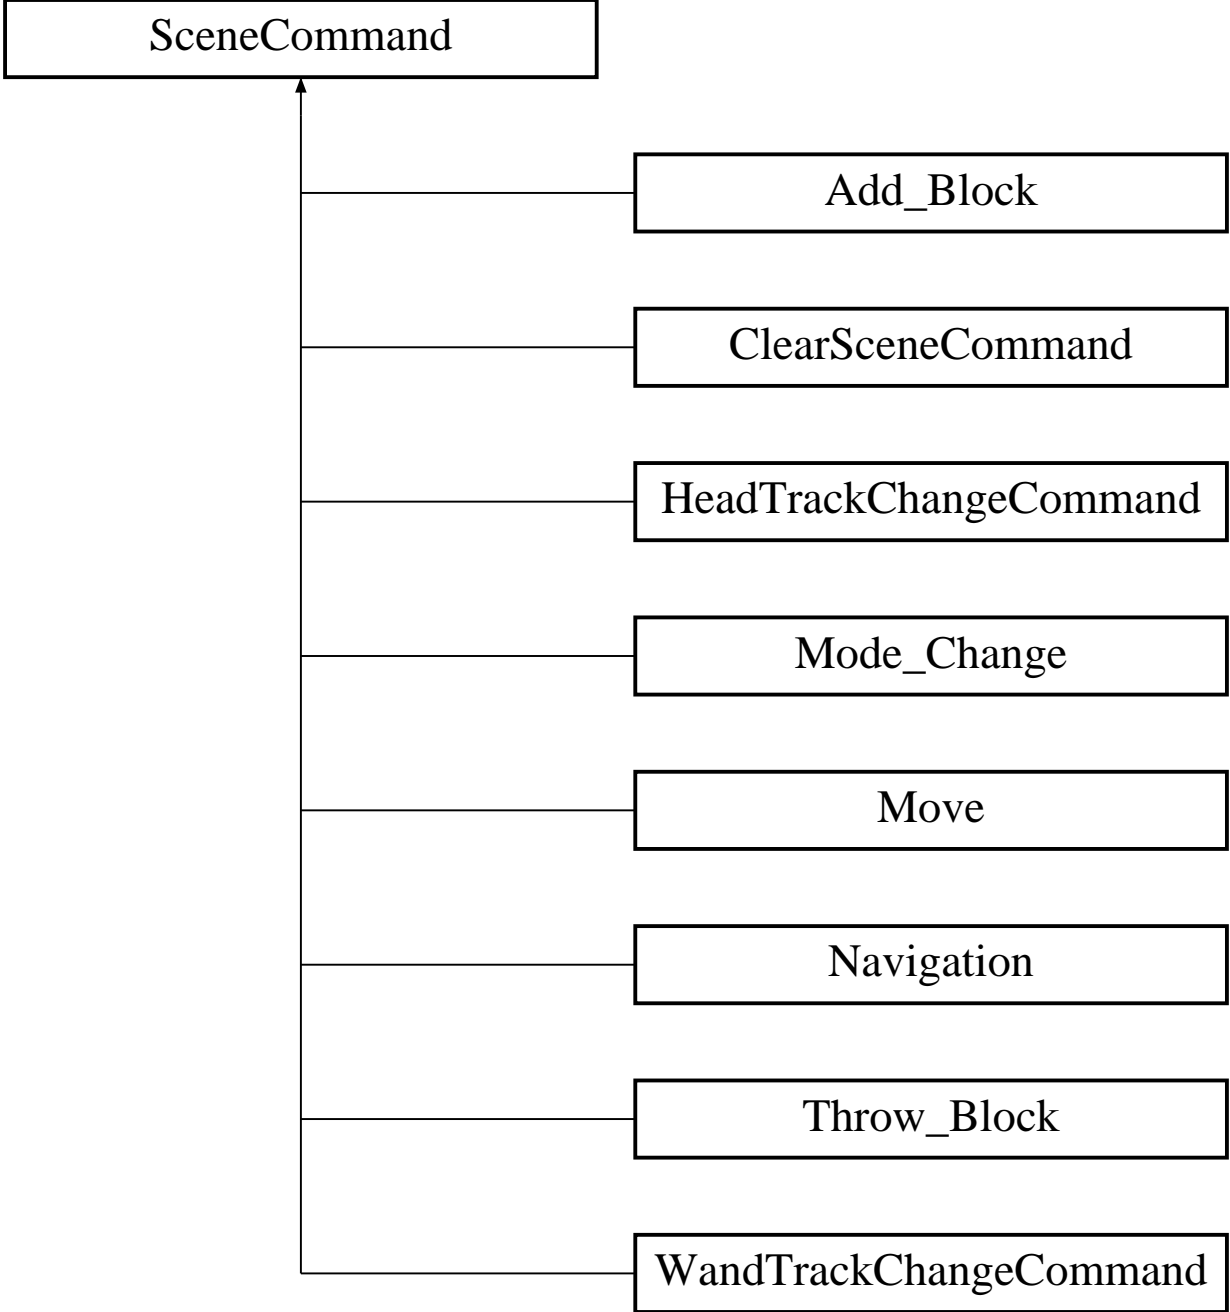 SceneCommand
Add_Block
ClearSceneCommand
HeadTrackChangeCommand
Mode_Change
Move
Navigation
Throw_Block
WandTrackChangeCommand